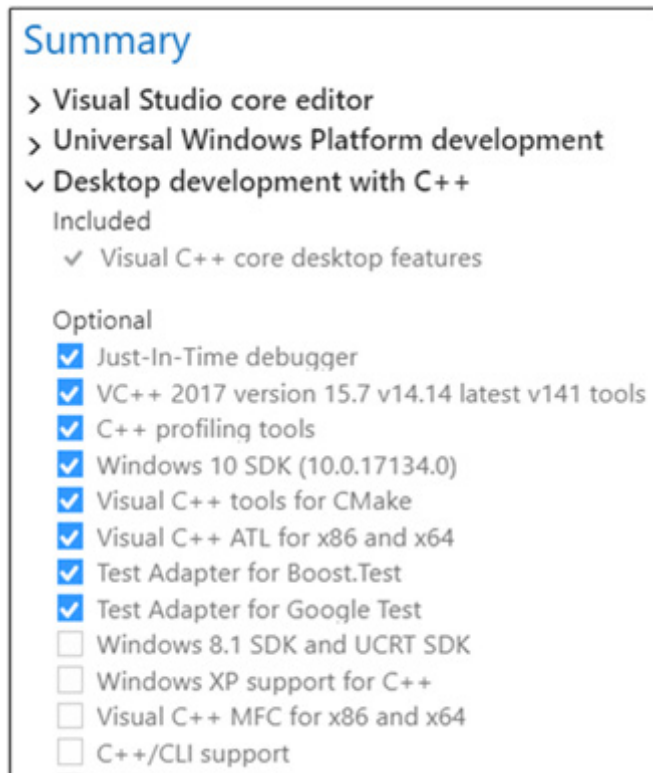 Summary
Visual Studio core editor
Universal Windows Platform development
Desktop development with C++
Included
Visual C++ core desktop features
Optional
Just-In-Time debugger
VC++ 2017 version 15.7 v14.14 latest v141 tools
C++ profiling tools
Windows 10 SDK (10.0.17134.0)
Visual C++ tools for CMake
Visual C++ ATL for x86 and x64
Test Adapter for Boost.Test
Test Adapter for Google Test
Windows 8.1 SDK and UCRT SDK
Windows XP support for C++
Visual C++ MFC for x86 and x64
C++/CLI support